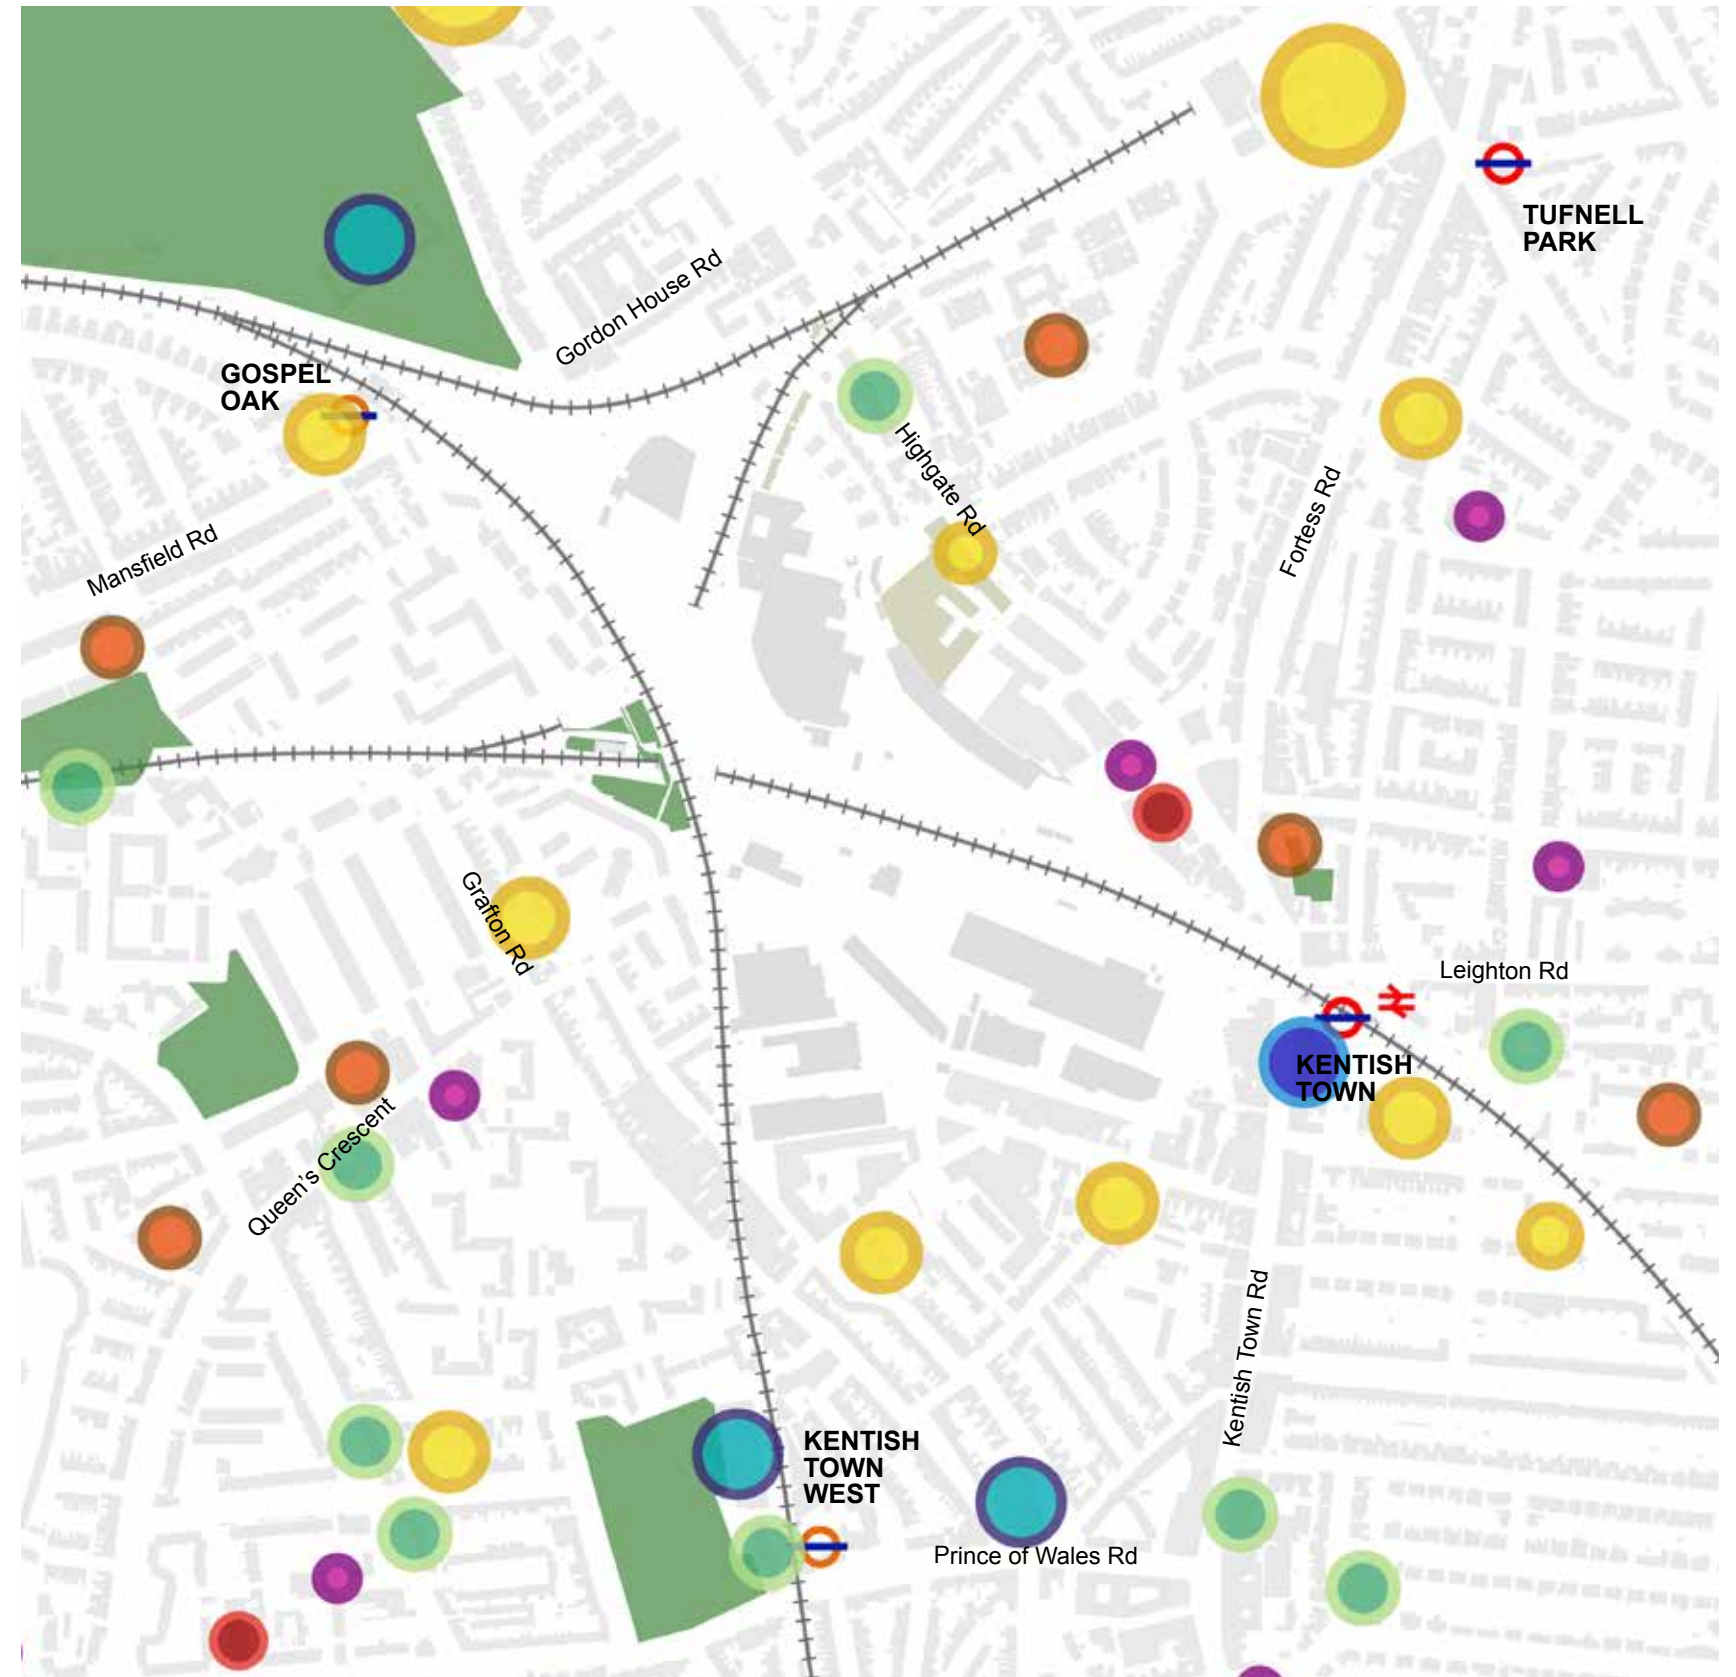 TUFNELL
PARK
Gordon House Rd
GOSPEL
OAK
Highgate Rd
Fortess Rd
Mansfield Rd
Grafton Rd
Leighton Rd
KENTISH
TOWN
Queen's Crescent
Kentish Town Rd
KENTISH
TOWN
WEST
Prince of Wales Rd